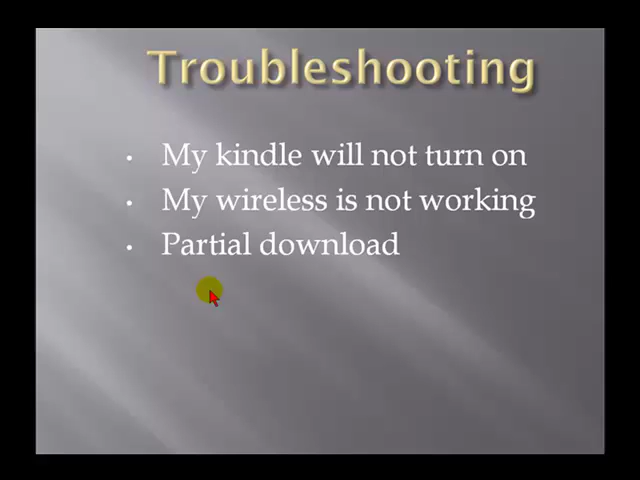 Troubleshooting
• My kindle will not turn on
• My wireless is not working
• Partial download